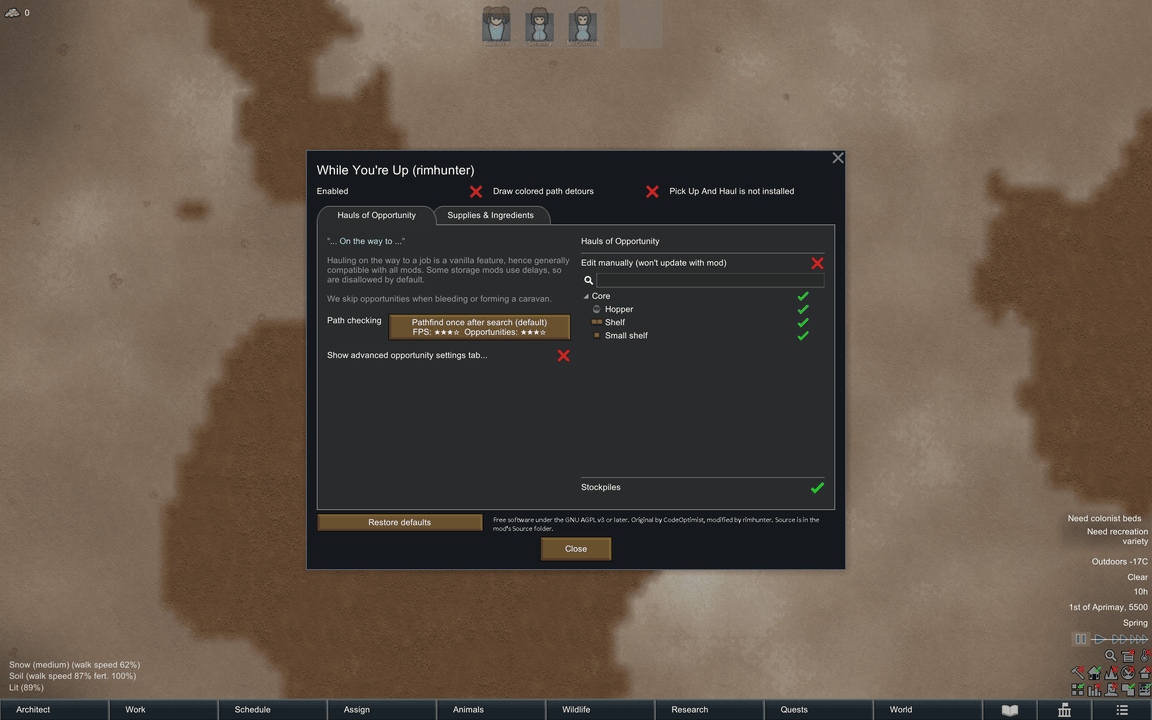 0
While You're Up (rimhunter)
Enabled
Draw colored path detours
Pick Up And Haul is not installed
Hauls of Opportunity
Supplies & Ingredients
"... On the way to ..."
Hauling on the way to a job is a vanilla feature, hence generally
compatible with all mods. Some storage mods use delays, so
are disallowed by default.
We skip opportunities when bleeding or forming a caravan.
Path checking
Pathfind once after search (default)
FPS: ★★★☆ Opportunities: ★★★☆
Show advanced opportunity settings tab...
Hauls of Opportunity
Edit manually (won't update with mod)
Core
Hopper
Shelf
Small shelf
Stockpiles
Restore defaults
Free software under the GNU AGPL v3 or later. Original by CodeOptimist, modified by rimhunter. Source is in the
mod's Source folder.
Close
Need colonist beds
Need recreation
variety
Outdoors -17C
Clear
10h
1st of Aprimay, 5500
Spring
Snow (medium) (walk speed 62%)
Soil (walk speed 87% fert. 100%)
Lit (89%)
Architect
Work
Schedule
Assign
Animals
Wildlife
Research
Quests
World